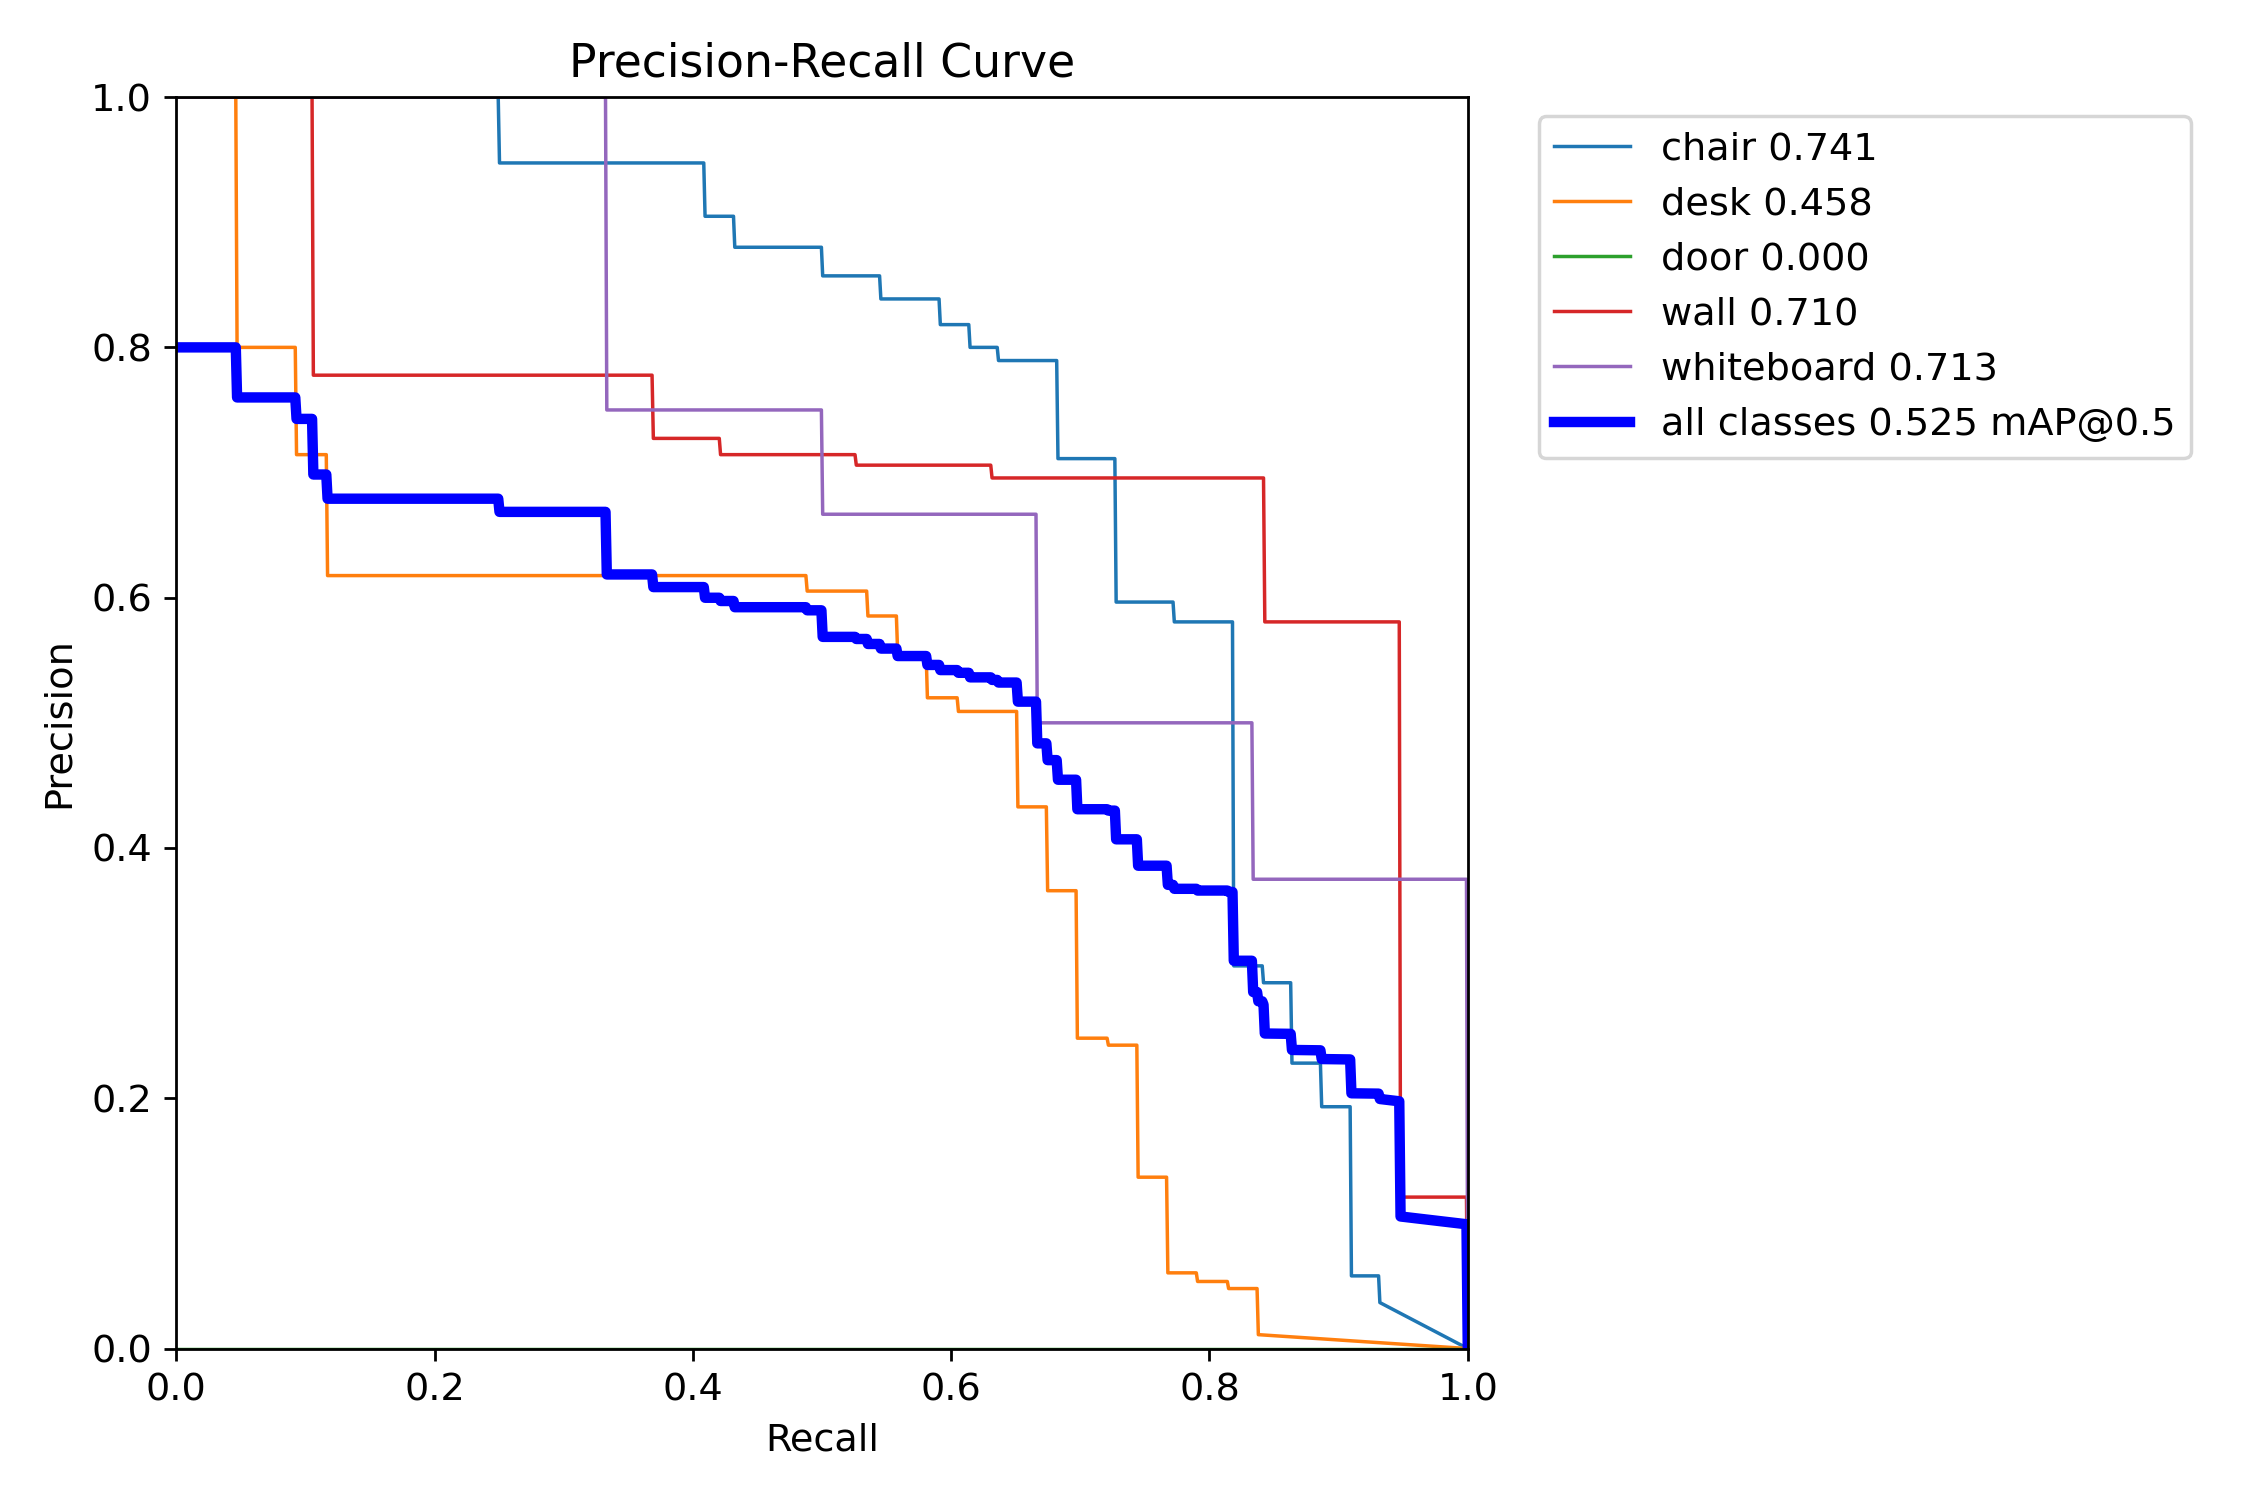 Precision-Recall Curve
1.0
0.8
0.6
0.4
0.2
0.0
Precision
0.0 0.2 0.4 0.6 0.8 1.0
Recall
chair 0.741
desk 0.458
door 0.000
wall 0.710
whiteboard 0.713
all classes 0.525 mAP@0.5